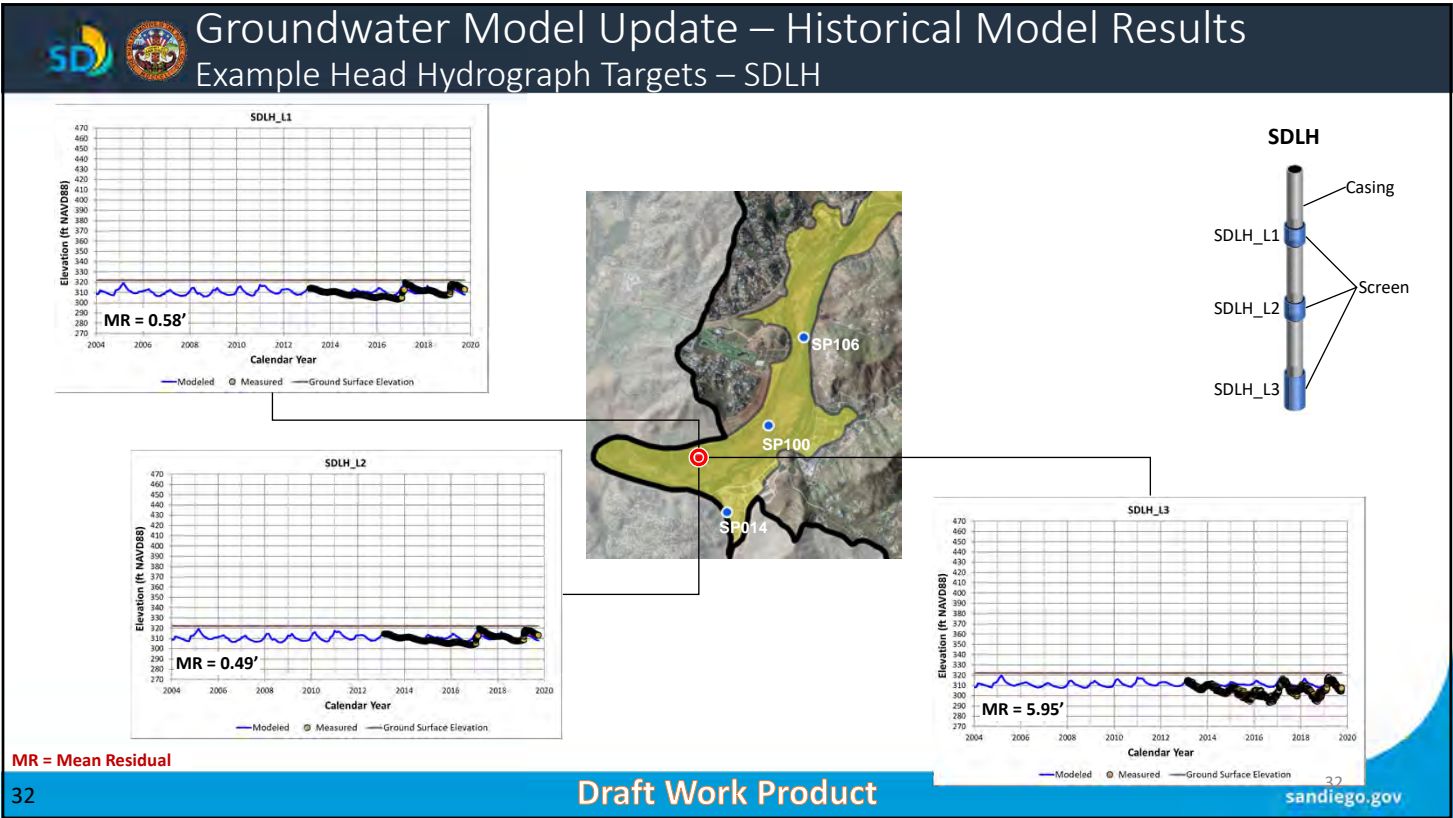 SD
Groundwater Model Update – Historical Model Results
Example Head Hydrograph Targets – SDLH
SDLH_L1
Elevation (ft NAVD88)
470
460
450
440
430
420
410
400
390
380
370
360
350
340
330
320
310
300
290
280
270
MR = 0.58’
2004 2006 2008 2010 2012 2014 2016 2018 2020
Calendar Year
Modeled Measured Ground Surface Elevation
SDLH_L2
Elevation (ft NAVD88)
470
460
450
440
430
420
410
400
390
380
370
360
350
340
330
320
310
300
290
280
270
MR = 0.49’
2004 2006 2008 2010 2012 2014 2016 2018 2020
Calendar Year
Modeled Measured Ground Surface Elevation
SP106
SP100
SP014
SDLH
Casing
SDLH_L1
SDLH_L2
Screen
SDLH_L3
SDLH_L3
Elevation (ft NAVD88)
470
460
450
440
430
420
410
400
390
380
370
360
350
340
330
320
310
300
290
280
270
MR = 5.95’
2004 2006 2008 2010 2012 2014 2016 2018 2020
Calendar Year
Modeled Measured Ground Surface Elevation
MR = Mean Residual
32
Draft Work Product
32
sandiego.gov